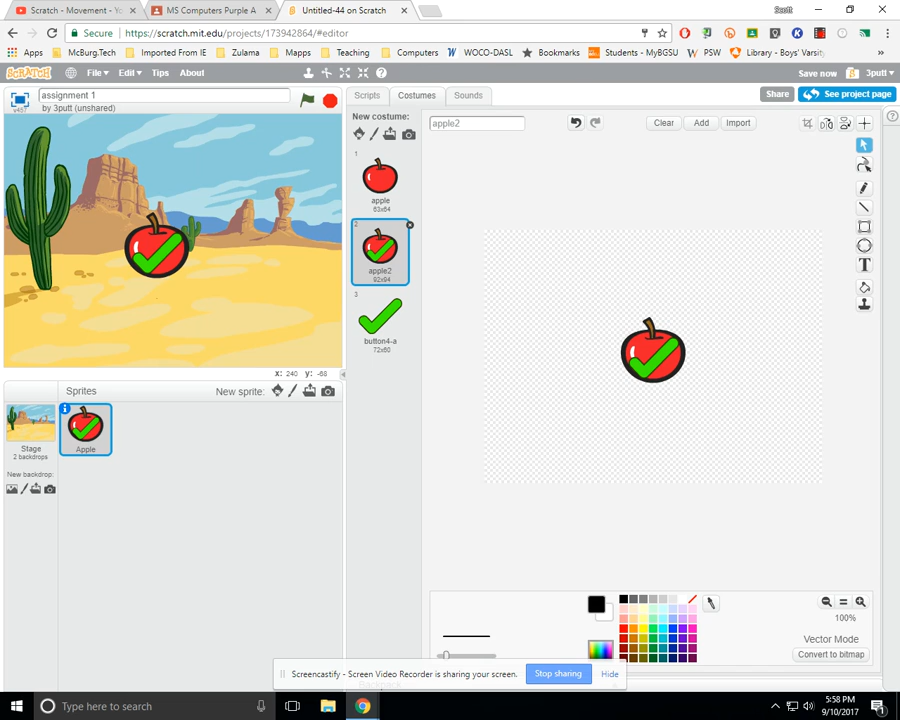 Scratch - Movement - Yo
MS Computers Purple A
Untitled-44 on Scratch
Scott
Secure
https://scratch.mit.edu/projects/173942864/#editor
Apps
McBurg.Tech
Imported From IE
Zulama
Mapps
Teaching
Computers
WOCO-DASL
Bookmarks
Students - MyBGSU
PSW
Library - Boys' Varsity
SCRATCH
File
Edit
Tips
About
Save now
3putt
assignment 1
by 3putt (unshared)
v457
Scripts
Costumes
Sounds
Share
See project page
New costume:
apple2
Clear
Add
Import
1
apple
63x64
2
apple2
92x94
3
button4-a
72x60
x: 240 y: -68
Sprites
New sprite:
Stage
2 backdrops
Apple
New backdrop:
100%
Vector Mode
Convert to bitmap
Screencastify - Screen Video Recorder is sharing your screen.
Stop sharing
Hide
Type here to search
5:58 PM
9/10/2017